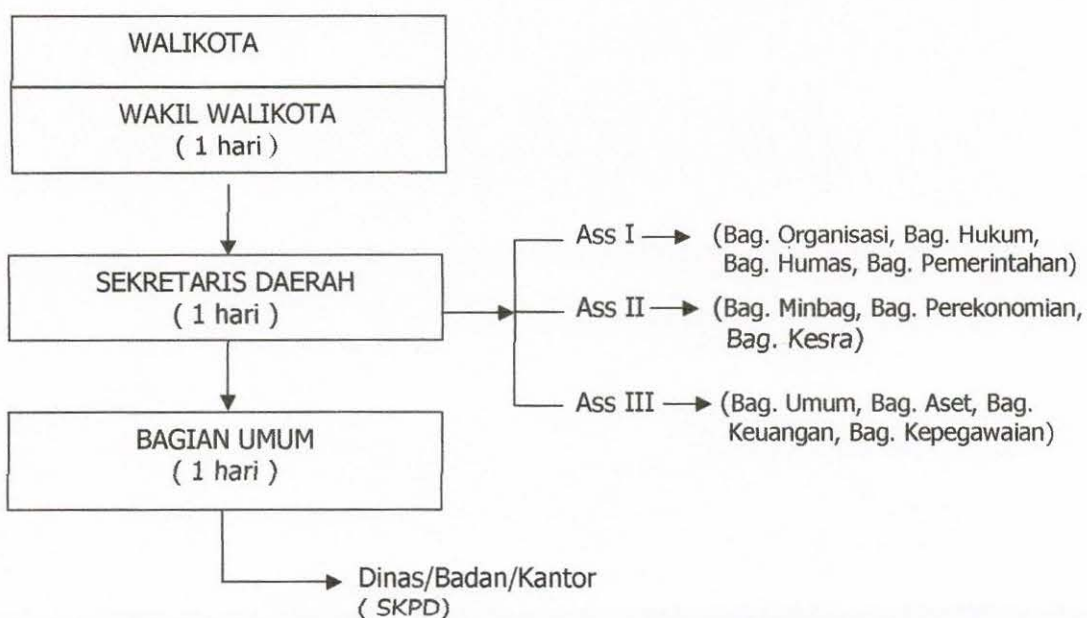 WALIKOTA
WAKIL WALIKOTA
( 1 hari )
SEKRETARIS DAERAH
( 1 hari )
Ass I
(Bag. Organisasi, Bag. Hukum,
Bag. Humas, Bag. Pemerintahan)
Ass II
(Bag. Minbag, Bag. Perekonomian,
Bag. Kesra)
Ass III
(Bag. Umum, Bag. Aset, Bag.
Keuangan, Bag. Kepegawaian)
BAGIAN UMUM
( 1 hari )
Dinas/Badan/Kantor
( SKPD)